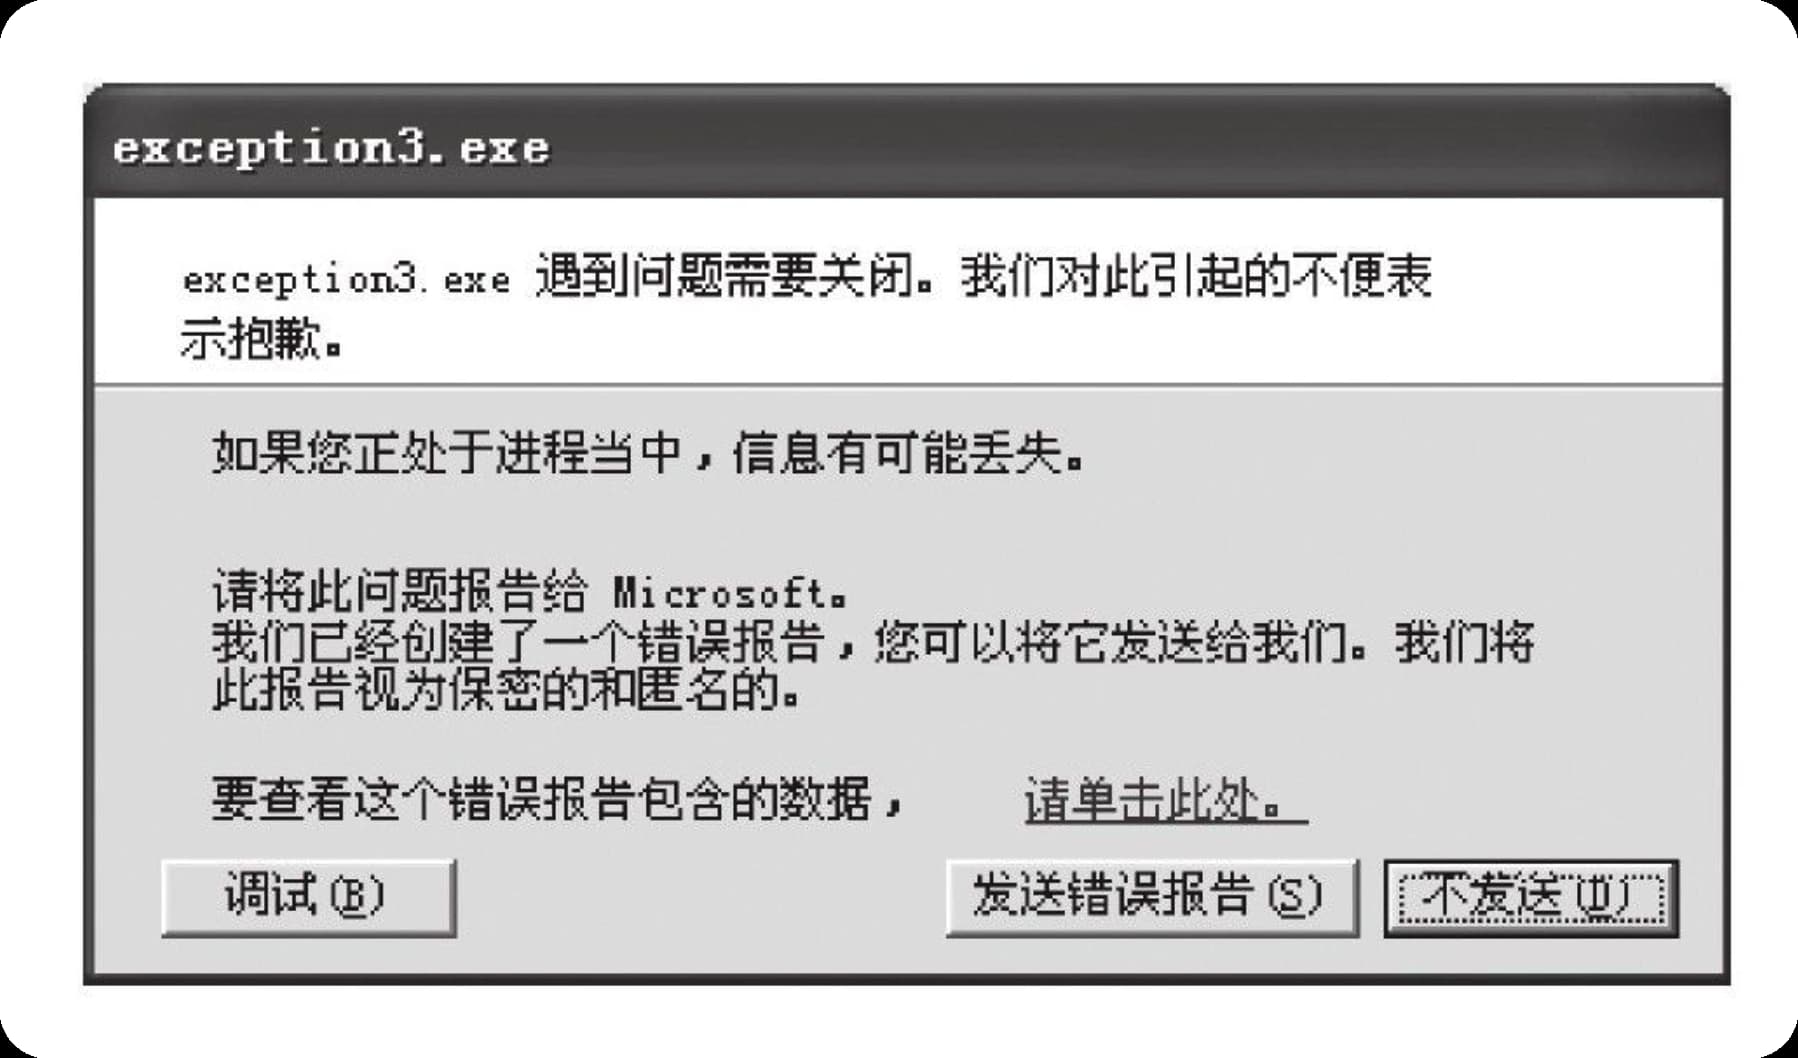 exception3.exe
exception3.exe 遇到问题需要关闭。我们对此引起的不便表
示抱歉。
如果您正处于进程当中，信息有可能丢失。
请将此问题报告给 Microsoft。
我们已经创建了一个错误报告，您可以将它发送给我们。我们将
此报告视为保密的和匿名的。
要查看这个错误报告包含的数据， 请单击此处。
调试(B) 发送错误报告(S) 不发送(D)